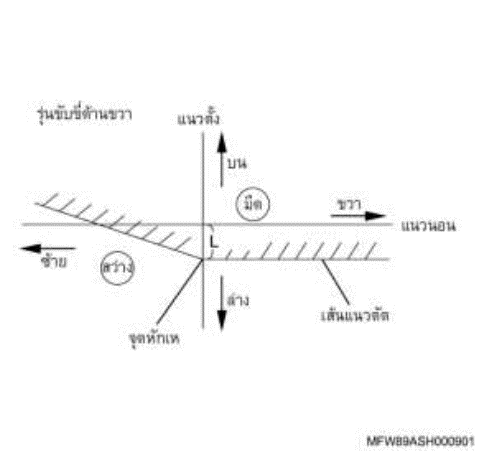 รุ่นขับขี่ด้านขวา
แนวตั้ง
บน
มืด
ขวา
แนวนอน
L
ซ้าย
สว่าง
ล่าง
เส้นแนวตัด
จุดหักเห
MFW89ASH000901